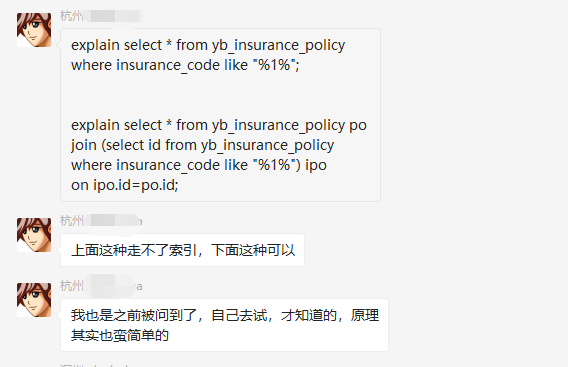 杭州
explain select * from yb_insurance_policy
where insurance_code like "%1%";
explain select * from yb_insurance_policy po
join (select id from yb_insurance_policy
where insurance_code like "%1%") ipo
on ipo.id=po.id;
杭州
上面这种走不了索引，下面这种可以
杭州
我也是之前被问到了，自己去试，才知道的，原理
其实也蛮简单的